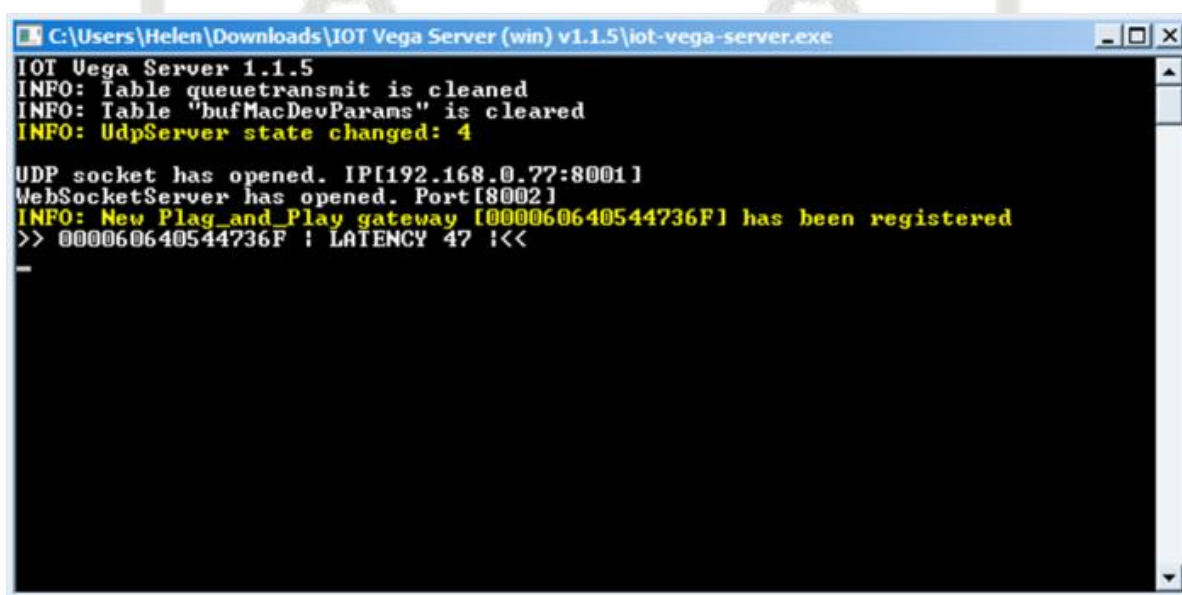 C:\Users\Helen\Downloads\IOT Vega Server (win) v1.1.5\iot-vega-server.exe
IOT Vega Server 1.1.5
INFO: Table queuetransmit is cleaned
INFO: Table "bufMacDevParams" is cleared
INFO: UdpServer state changed: 4
UDP socket has opened. IP[192.168.0.77:8001]
WebSocketServer has opened. Port[8002]
INFO: New Plag_and_Play gateway [000060640544736F] has been registered
>> 000060640544736F | LATENCY 47 |<<